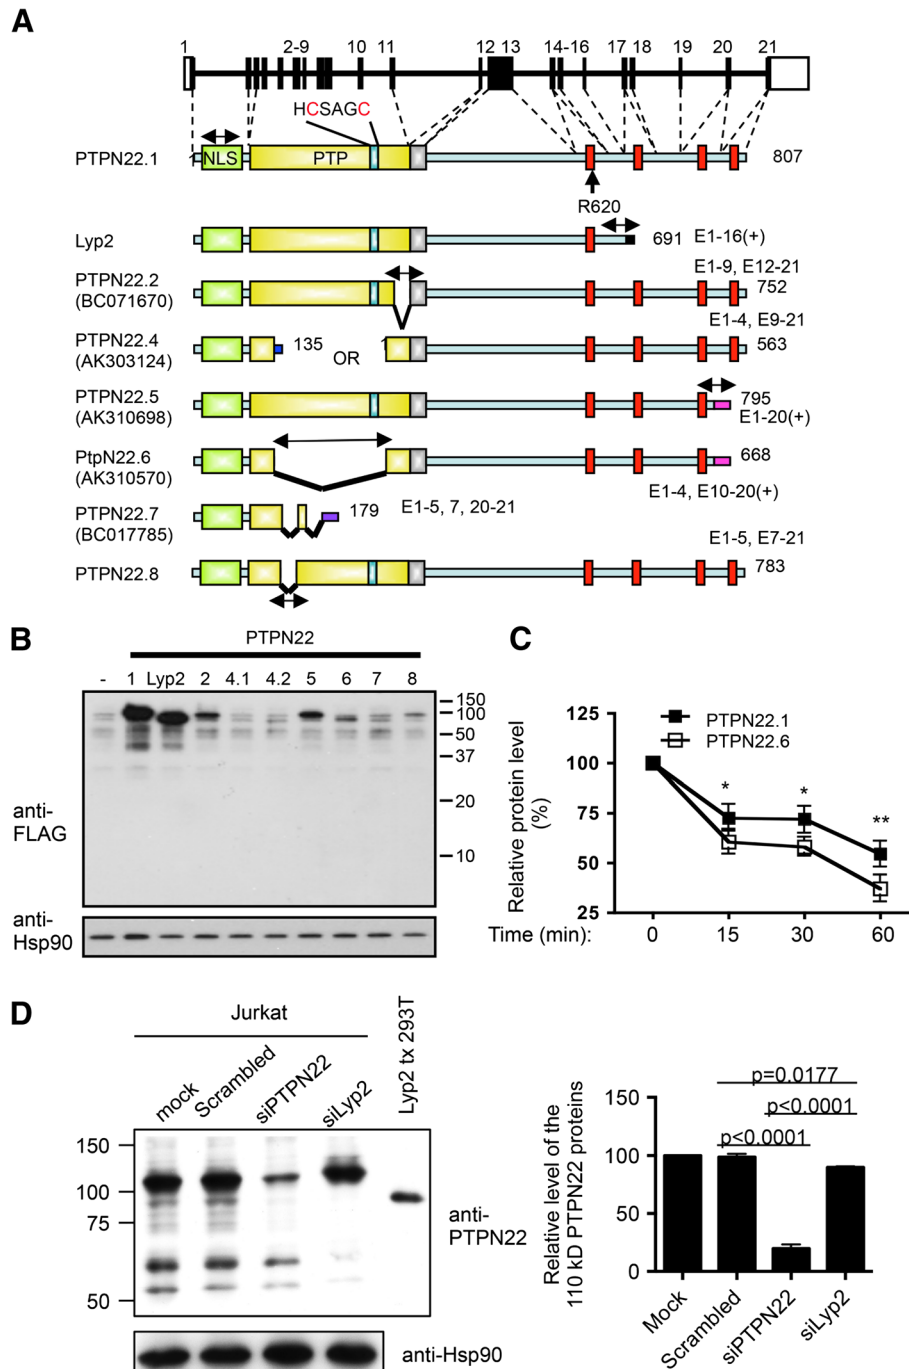 A
1 2-9 10 11 12 13 14-16 17 18 19 20 21
HCSAGC
PTPN22.1 1 NLS PTP 807
R620
Lyp2 691 E1-16(+)
E1-9, E12-21
PTPN22.2
(BC071670) 752
E1-4, E9-21
PTPN22.4
(AK303124) 135 OR 1 563
PTPN22.5
(AK310698) 795
E1-20(+)
PtpN22.6
(AK310570) 668
E1-4, E10-20(+)
PTPN22.7
(BC017785) 179 E1-5, 7, 20-21
E1-5, E7-21
PTPN22.8 783
B
PTPN22
- 1 Lyp2 2 4.1 4.2 5 6 7 8
150
100
50
37
20
10
anti-
FLAG
anti-
Hsp90
C
Relative protein level
(%)
125
100
75
50
25
PTPN22.1
PTPN22.6
* * **
Time (min): 0 15 30 60
D
Jurkat
mock Scrambled siPTPN22 siLyp2 Lyp2 tx 293T
150
100
75
50
anti-
PTPN22
anti-Hsp90
Relative level of the
110 kD PTPN22 proteins
150
100
50
0
p=0.0177
p<0.0001
p<0.0001
Mock Scrambled siPTPN22 siLyp2